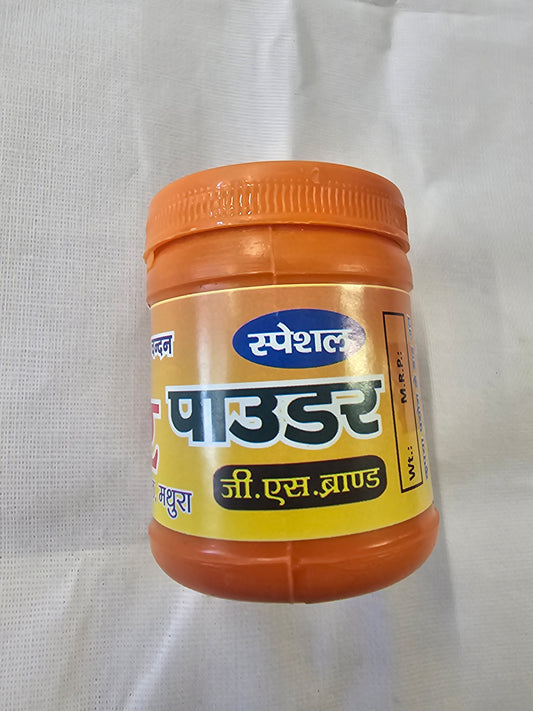 स्पेशल
पाउडर
जी.एस.ब्राण्ड
मथुरा
M.R.P.:
Wt.: